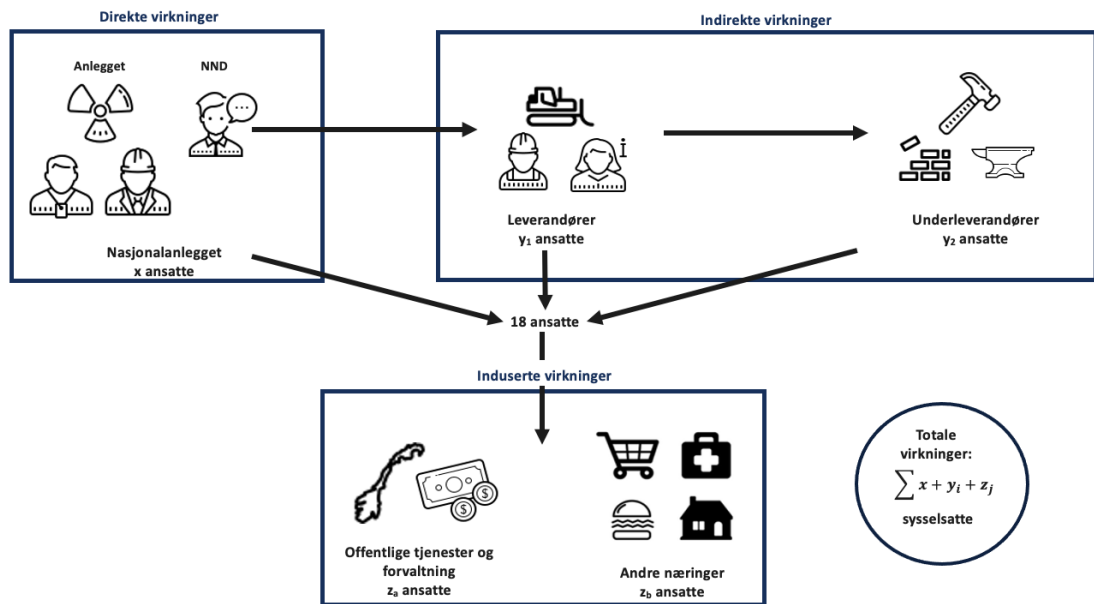 Direkte virkninger
Indirekte virkninger
Anlegget
NND
Nasjonalanlegget
x ansatte
Leverandører
y₁ ansatte
Underleverandører
y₂ ansatte
18 ansatte
Induserte virkninger
Offentlige tjenester og
forvaltning
zₐ ansatte
Andre næringer
z_b ansatte
Totale
virkninger:
∑ x + yᵢ + zⱼ
sysselsatte